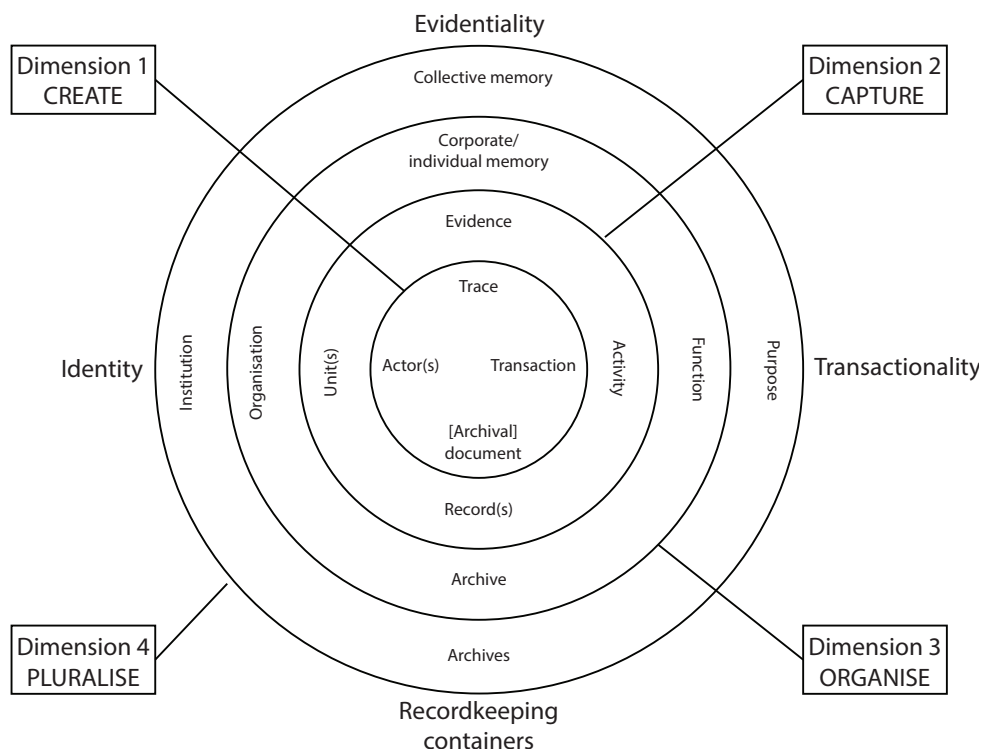 Evidentiality
Dimension 1
CREATE
Dimension 2
CAPTURE
Collective memory
Corporate/
individual memory
Evidence
Trace
Identity
Institution
Organisation
Unit(s)
Actor(s)
Transaction
Activity
Function
Purpose
Transactionality
[Archival]
document
Record(s)
Archive
Archives
Dimension 4
PLURALISE
Dimension 3
ORGANISE
Recordkeeping
containers